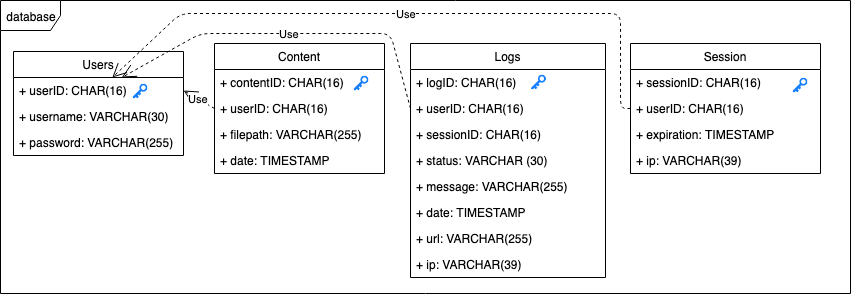 database
Use
Use
Use
Users
+ userID: CHAR(16)
+ username: VARCHAR(30)
+ password: VARCHAR(255)
Content
+ contentID: CHAR(16)
+ userID: CHAR(16)
+ filepath: VARCHAR(255)
+ date: TIMESTAMP
Logs
+ logID: CHAR(16)
+ userID: CHAR(16)
+ sessionID: CHAR(16)
+ status: VARCHAR (30)
+ message: VARCHAR(255)
+ date: TIMESTAMP
+ url: VARCHAR(255)
+ ip: VARCHAR(39)
Session
+ sessionID: CHAR(16)
+ userID: CHAR(16)
+ expiration: TIMESTAMP
+ ip: VARCHAR(39)